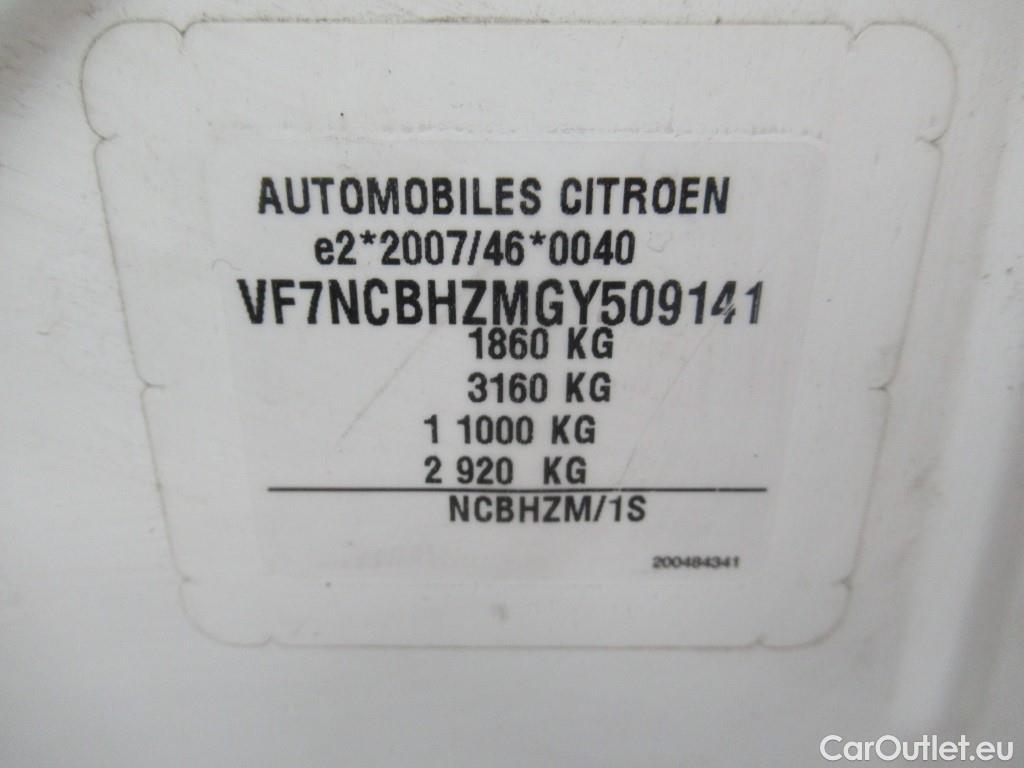 AUTOMOBILES CITROEN
e2*2007/46*0040
VF7NCBHZMGY509141
1860 KG
3160 KG
1 1000 KG
2 920 KG
NCBHZM/1S
200484341
CarOutlet.eu